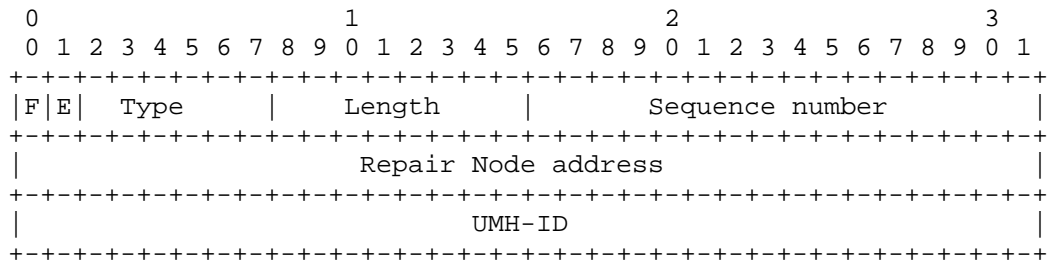 0                   1                   2                   3
 0 1 2 3 4 5 6 7 8 9 0 1 2 3 4 5 6 7 8 9 0 1 2 3 4 5 6 7 8 9 0 1
+-+-+-+-+-+-+-+-+-+-+-+-+-+-+-+-+-+-+-+-+-+-+-+-+-+-+-+-+-+-+-+-+
|F|E|  Type     |    Length     |       Sequence number         |
+-+-+-+-+-+-+-+-+-+-+-+-+-+-+-+-+-+-+-+-+-+-+-+-+-+-+-+-+-+-+-+-+
|                     Repair Node address                       |
+-+-+-+-+-+-+-+-+-+-+-+-+-+-+-+-+-+-+-+-+-+-+-+-+-+-+-+-+-+-+-+-+
|                            UMH-ID                             |
+-+-+-+-+-+-+-+-+-+-+-+-+-+-+-+-+-+-+-+-+-+-+-+-+-+-+-+-+-+-+-+-+